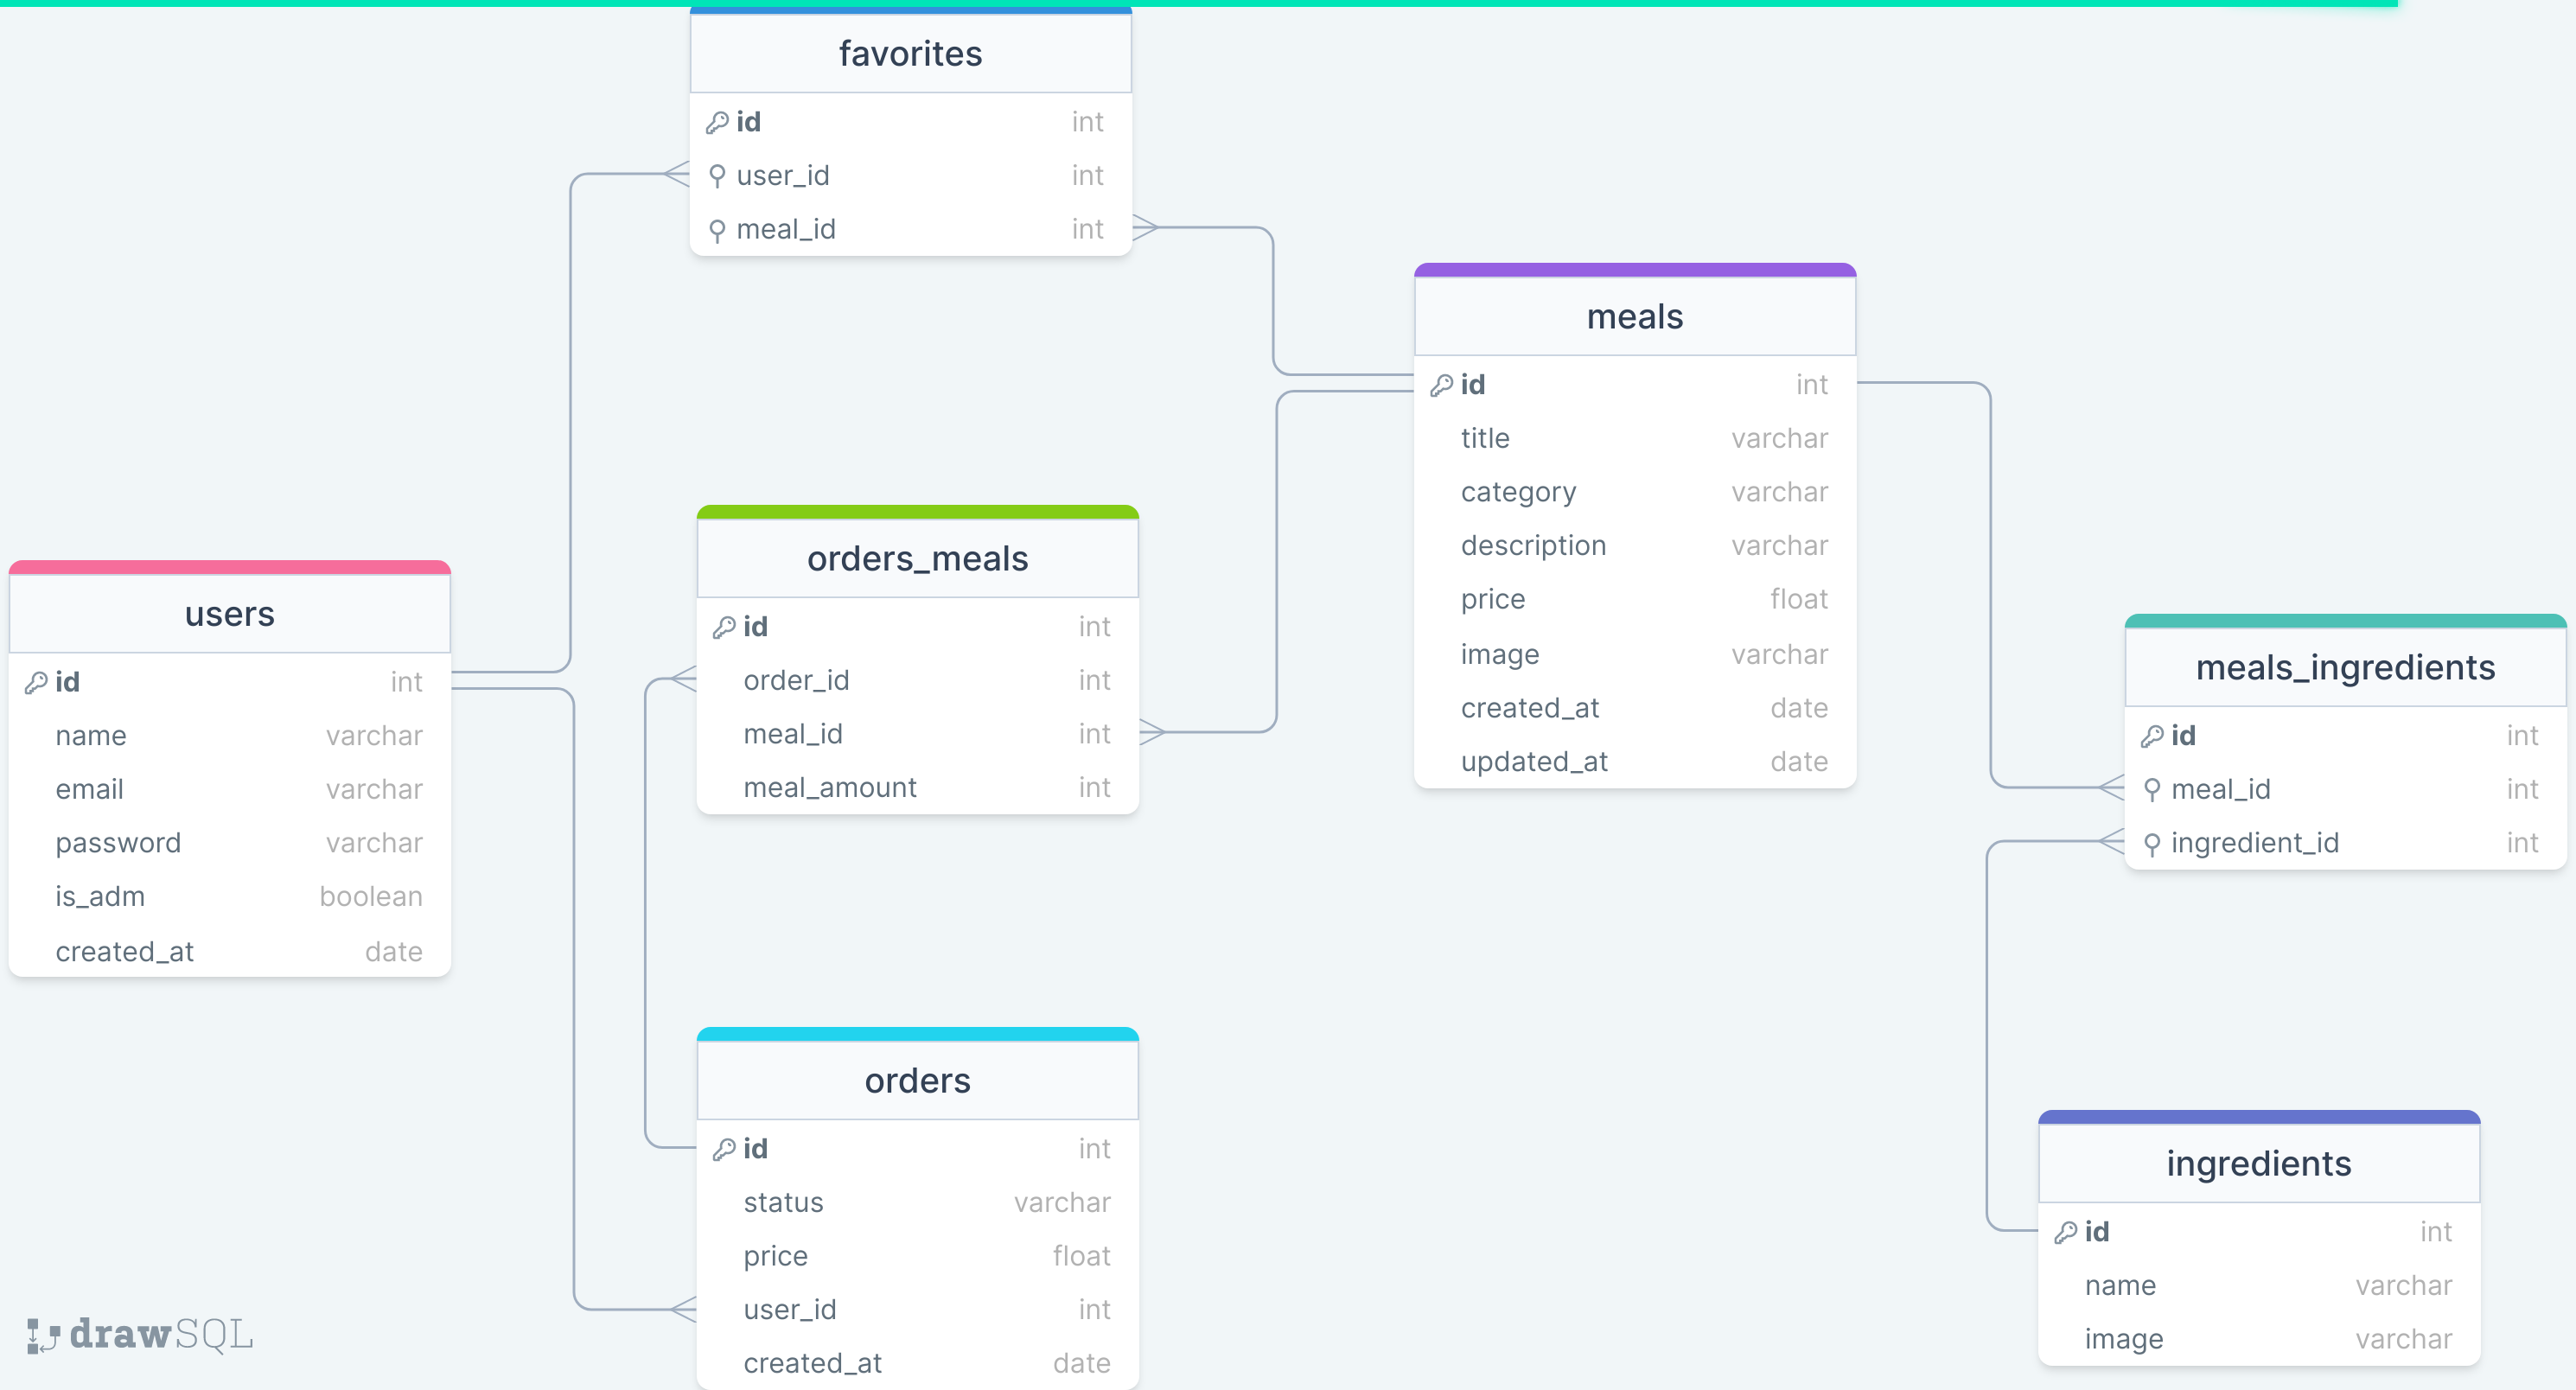 favorites
id int
user_id int
meal_id int
meals
id int
title varchar
category varchar
description varchar
price float
image varchar
created_at date
updated_at date
orders_meals
id int
order_id int
meal_id int
meal_amount int
users
id int
name varchar
email varchar
password varchar
is_adm boolean
created_at date
meals_ingredients
id int
meal_id int
ingredient_id int
orders
id int
status varchar
price float
user_id int
created_at date
ingredients
id int
name varchar
image varchar
drawSQL